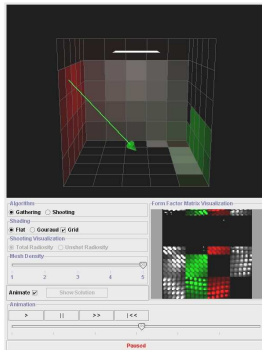 Algorithm
Gathering Shooting
Shading
Flat Gouraud Grid
Shooting Visualization
Total Radiosity Unshot Radiosity
Mesh Density
1 2 3 4 5
Animate Show Solution
Animation
> || >> |<<
Form Factor Matrix Visualization
Paused